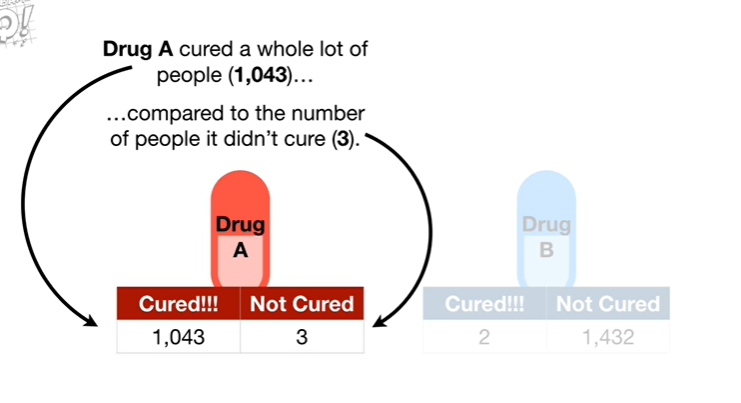 Drug A cured a whole lot of
people (1,043)…
…compared to the number
of people it didn’t cure (3).
Drug
A
Drug
B
Cured!!! Not Cured
1,043 3
Cured!!! Not Cured
2 1,432